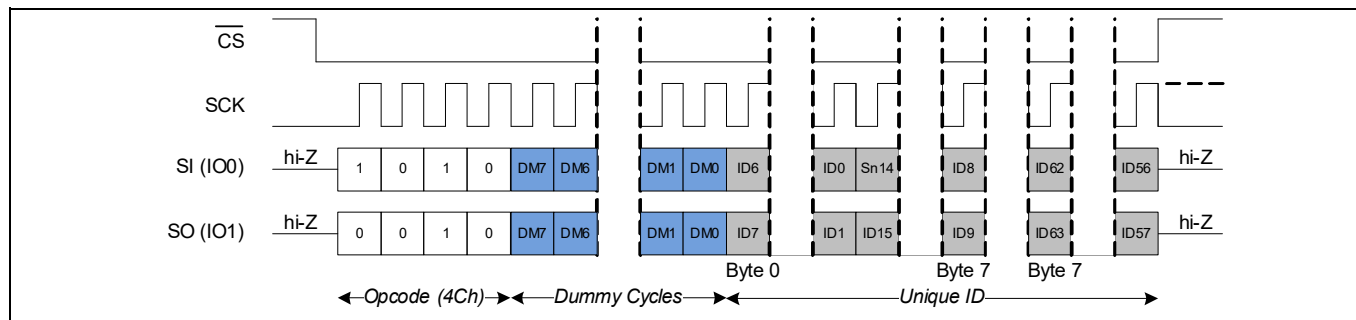 CS
SCK
SI (IO0) hi-Z 1 0 1 0 DM7 DM6 DM1 DM0 ID6 ID0 Sn14 ID8 ID62 ID56 hi-Z
SO (IO1) hi-Z 0 0 1 0 DM7 DM6 DM1 DM0 ID7 ID1 ID15 ID9 ID63 ID57 hi-Z
Byte 0 Byte 7 Byte 7
Opcode (4Ch) Dummy Cycles Unique ID